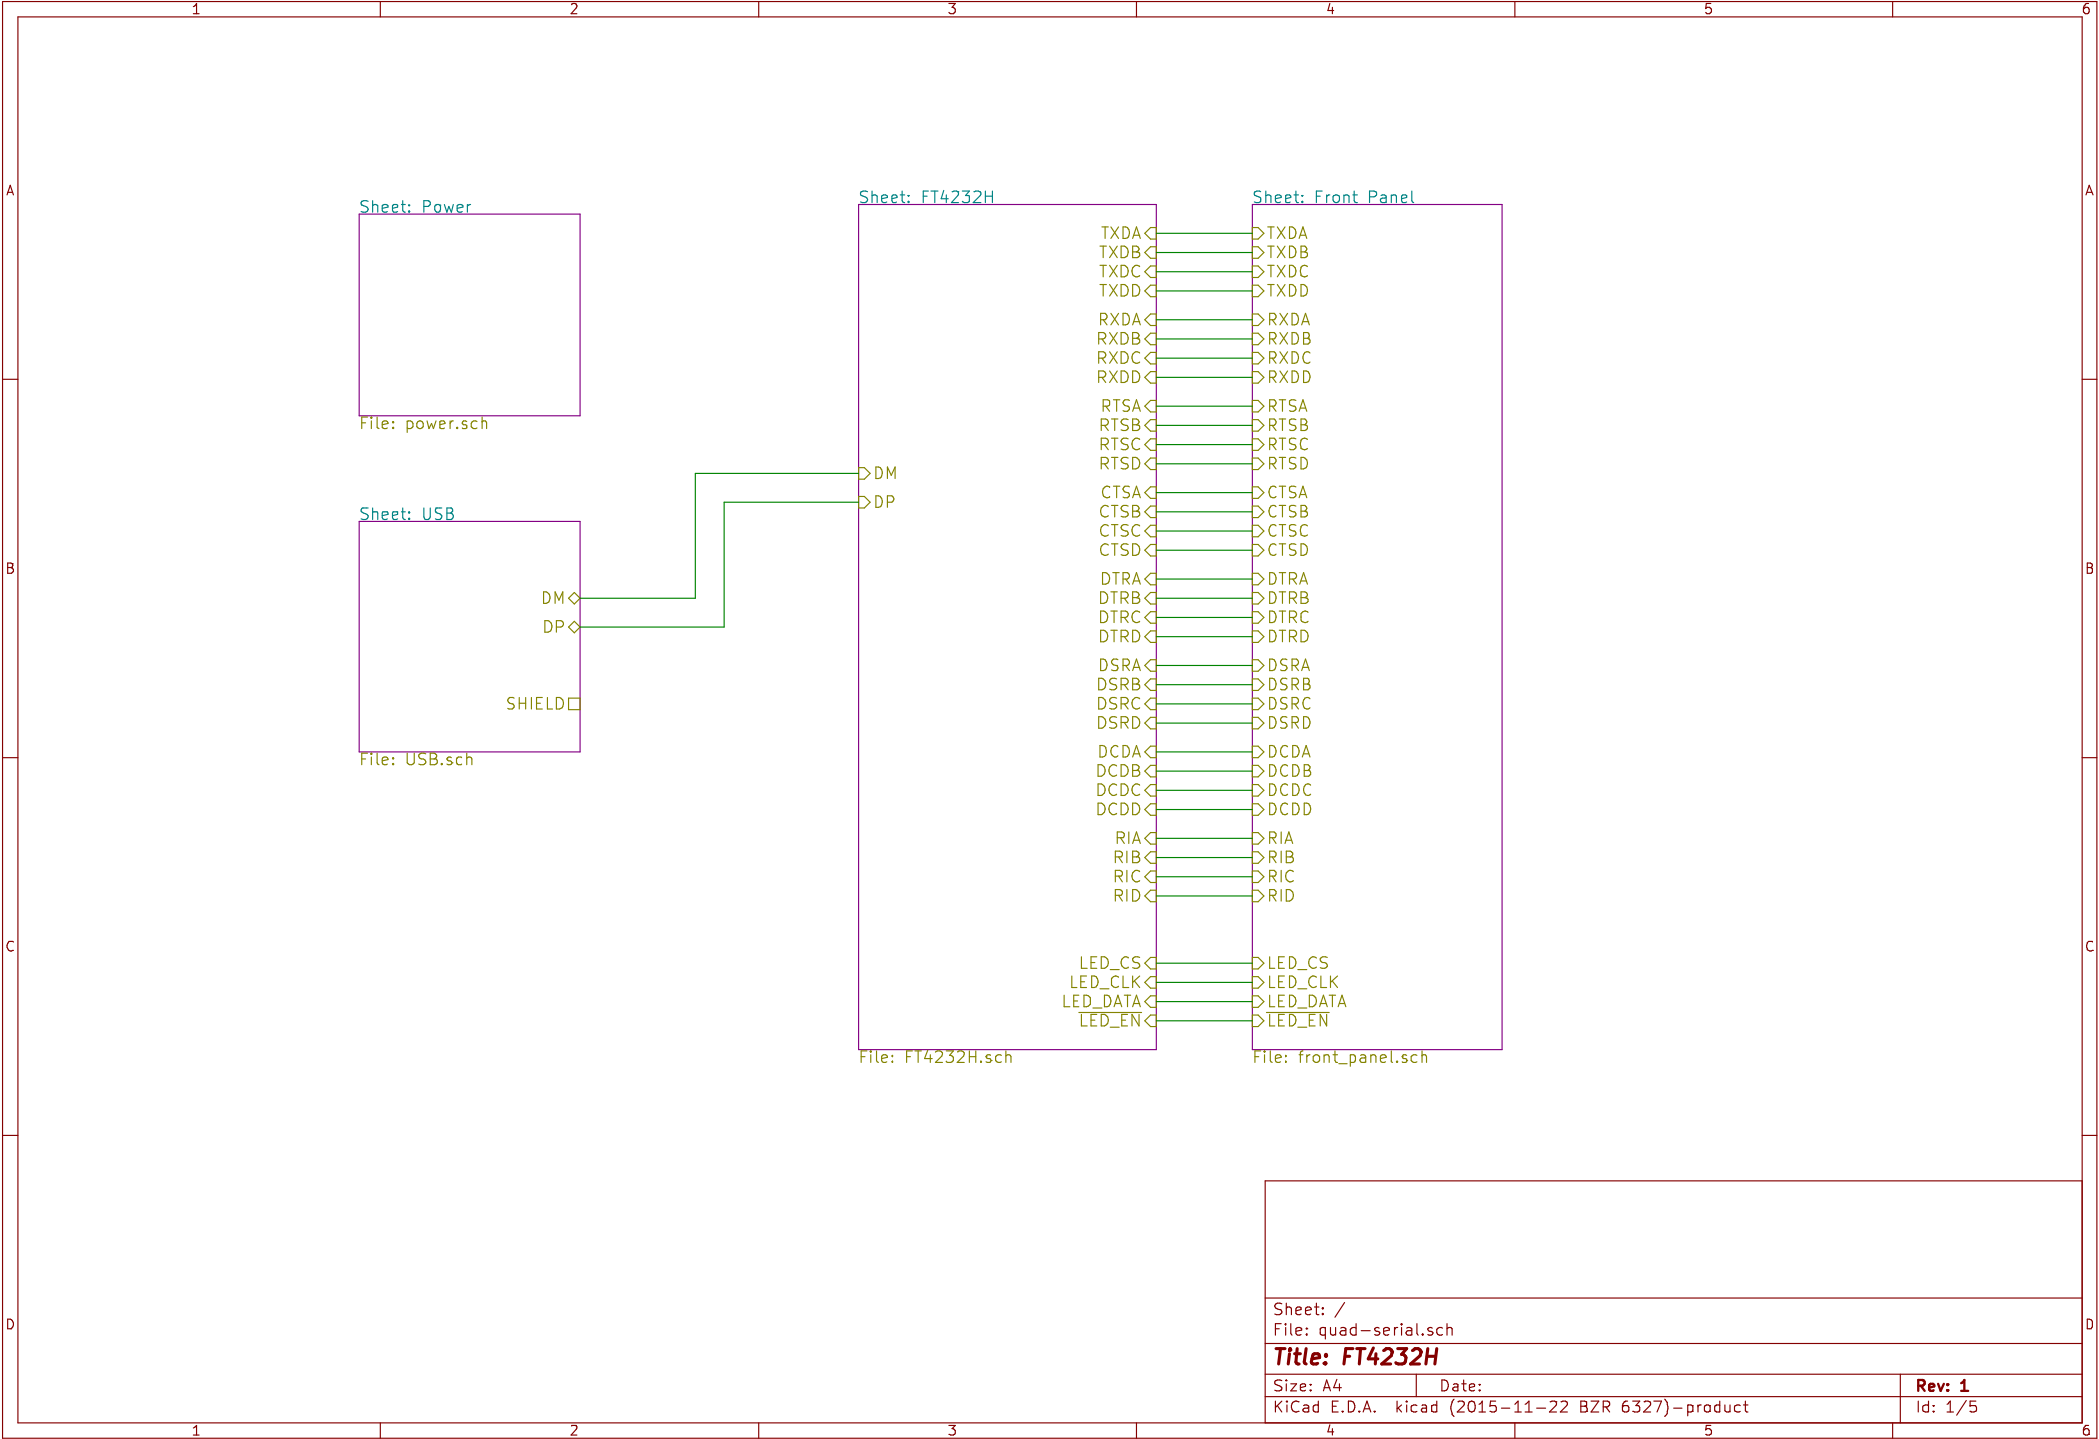 1 2 3 4 5 6
A A
Sheet: Power
File: power.sch
Sheet: USB
DM
DP
SHIELD
File: USB.sch
Sheet: FT4232H
DM
DP
TXDA
TXDB
TXDC
TXDD
RXDA
RXDB
RXDC
RXDD
RTSA
RTSB
RTSC
RTSD
CTSA
CTSB
CTSC
CTSD
DTRA
DTRB
DTRC
DTRD
DSRA
DSRB
DSRC
DSRD
DCDA
DCDB
DCDC
DCDD
RIA
RIB
RIC
RID
LED_CS
LED_CLK
LED_DATA
LED_EN
File: FT4232H.sch
Sheet: Front Panel
TXDA
TXDB
TXDC
TXDD
RXDA
RXDB
RXDC
RXDD
RTSA
RTSB
RTSC
RTSD
CTSA
CTSB
CTSC
CTSD
DTRA
DTRB
DTRC
DTRD
DSRA
DSRB
DSRC
DSRD
DCDA
DCDB
DCDC
DCDD
RIA
RIB
RIC
RID
LED_CS
LED_CLK
LED_DATA
LED_EN
File: front_panel.sch
B B
C C
D D
Sheet: /
File: quad-serial.sch
Title: FT4232H
Size: A4 Date: Rev: 1
KiCad E.D.A. kicad (2015-11-22 BZR 6327)-product Id: 1/5
1 2 3 4 5 6